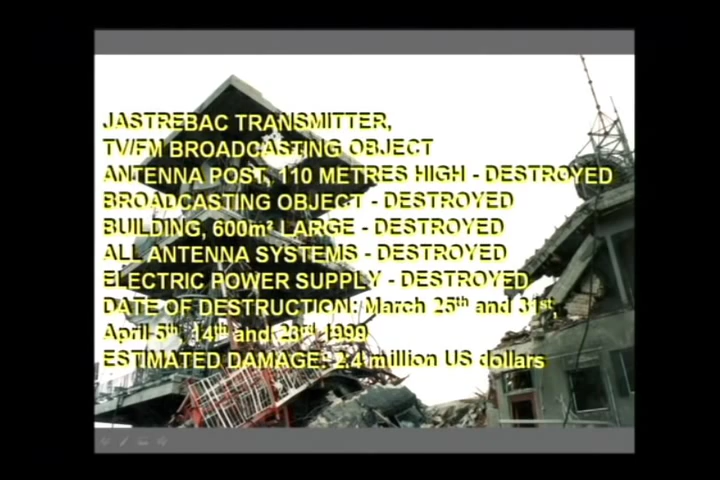 JASTREBAC TRANSMITTER,
TV/FM BROADCASTING OBJECT
ANTENNA POST, 110 METRES HIGH - DESTROYED
BROADCASTING OBJECT - DESTROYED
BUILDING, 600m² LARGE - DESTROYED
ALL ANTENNA SYSTEMS - DESTROYED
ELECTRIC POWER SUPPLY - DESTROYED
DATE OF DESTRUCTION: March 25th and 31st,
April 5th, 14th and 23rd 1999
ESTIMATED DAMAGE: 2,4 million US dollars